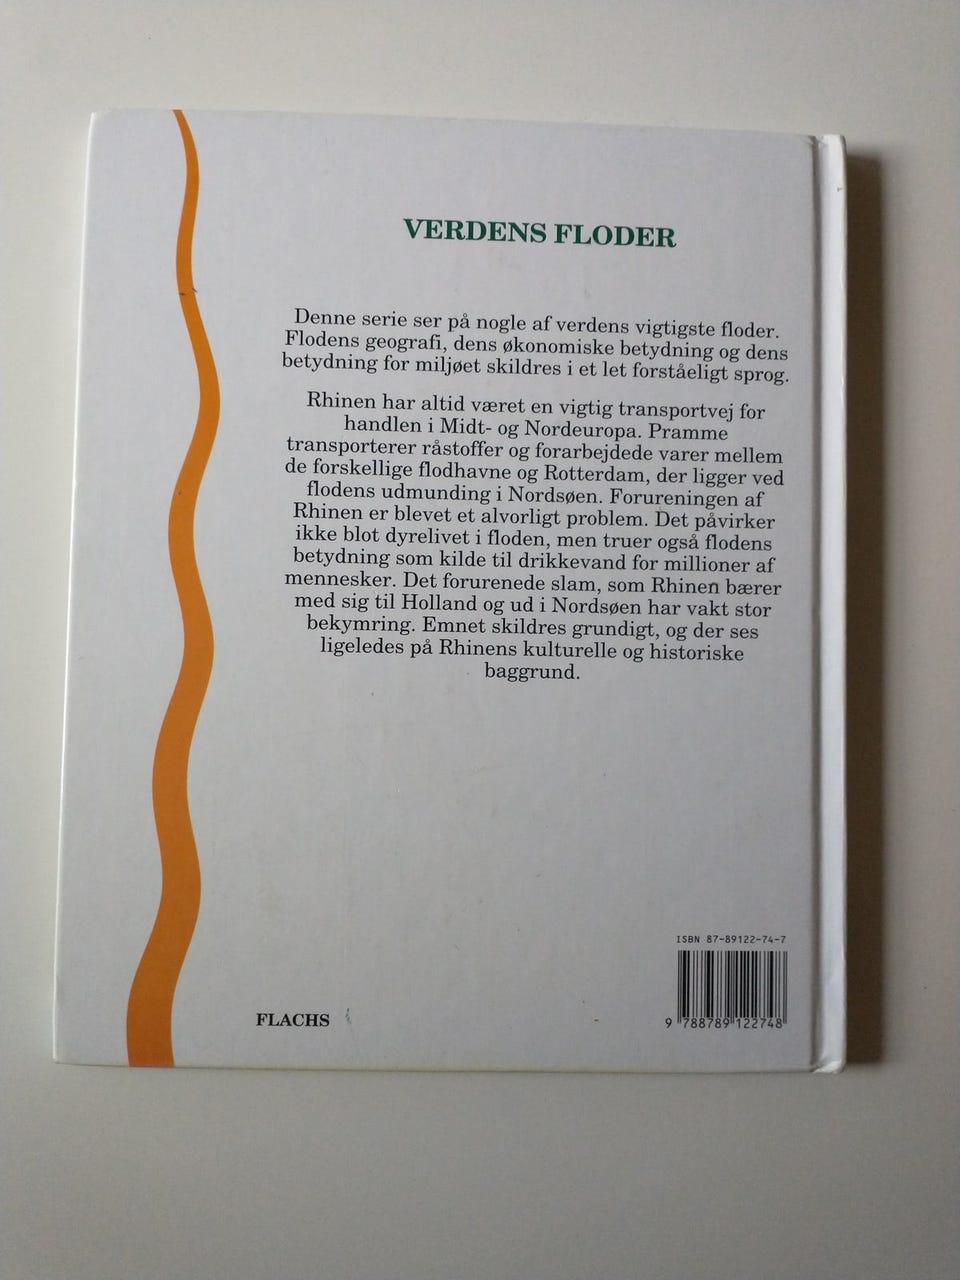 VERDENS FLODER
Denne serie ser på nogle af verdens vigtigste floder.
Flodens geografi, dens økonomiske betydning og dens
betydning for miljøet skildres i et let forståeligt sprog.
Rhinen har altid været en vigtig transportvej for
handlen i Midt- og Nordeuropa. Pramme
transporterer råstoffer og forarbejdede varer mellem
de forskellige flodhavne og Rotterdam, der ligger ved
flodens udmunding i Nordsøen. Forureningen af
Rhinen er blevet et alvorligt problem. Det påvirker
ikke blot dyrelivet i floden, men truer også flodens
betydning som kilde til drikkevand for millioner af
mennesker. Det forurenede slam, som Rhinen bærer
med sig til Holland og ud i Nordsøen har vakt stor
bekymring. Emnet skildres grundigt, og der ses
ligeledes på Rhinens kulturelle og historiske
baggrund.
ISBN 87-89122-74-7
9 788789 122748
FLACHS